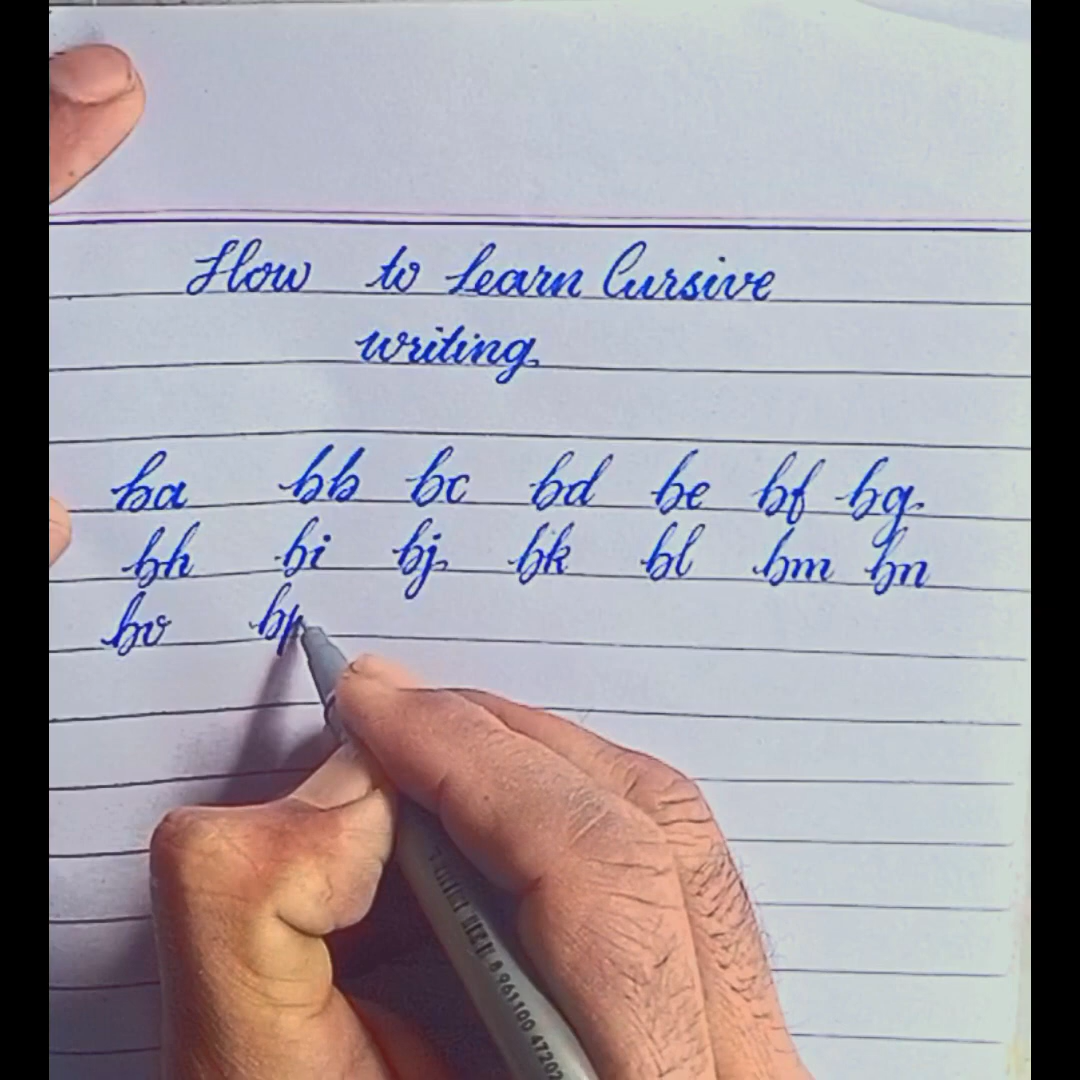 How to Learn Cursive
writing
ba bb bc bd be bf bg
bh bi bj bk bl bm bn
bo bp